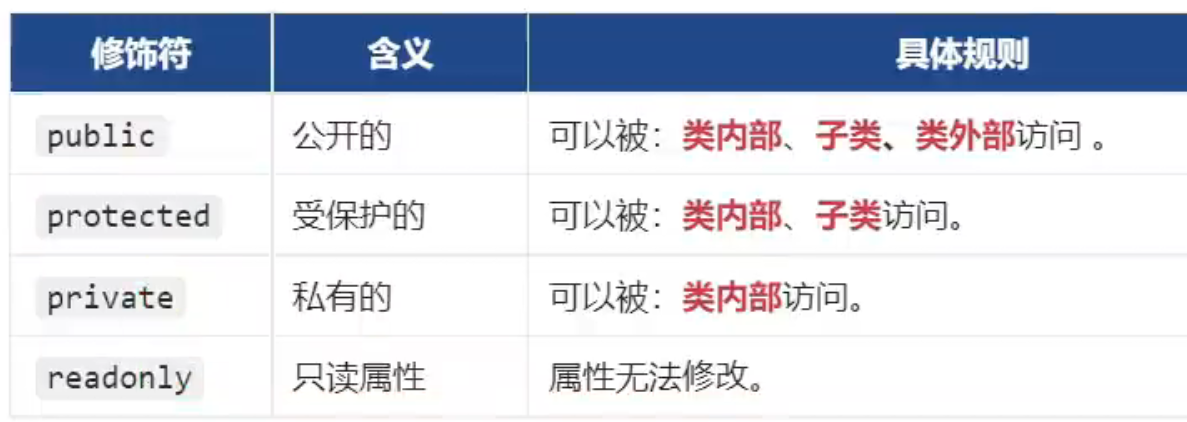 修饰符 含义 具体规则
public 公开的 可以被：类内部、子类、类外部访问 。
protected 受保护的 可以被：类内部、子类访问。
private 私有的 可以被：类内部访问。
readonly 只读属性 属性无法修改。